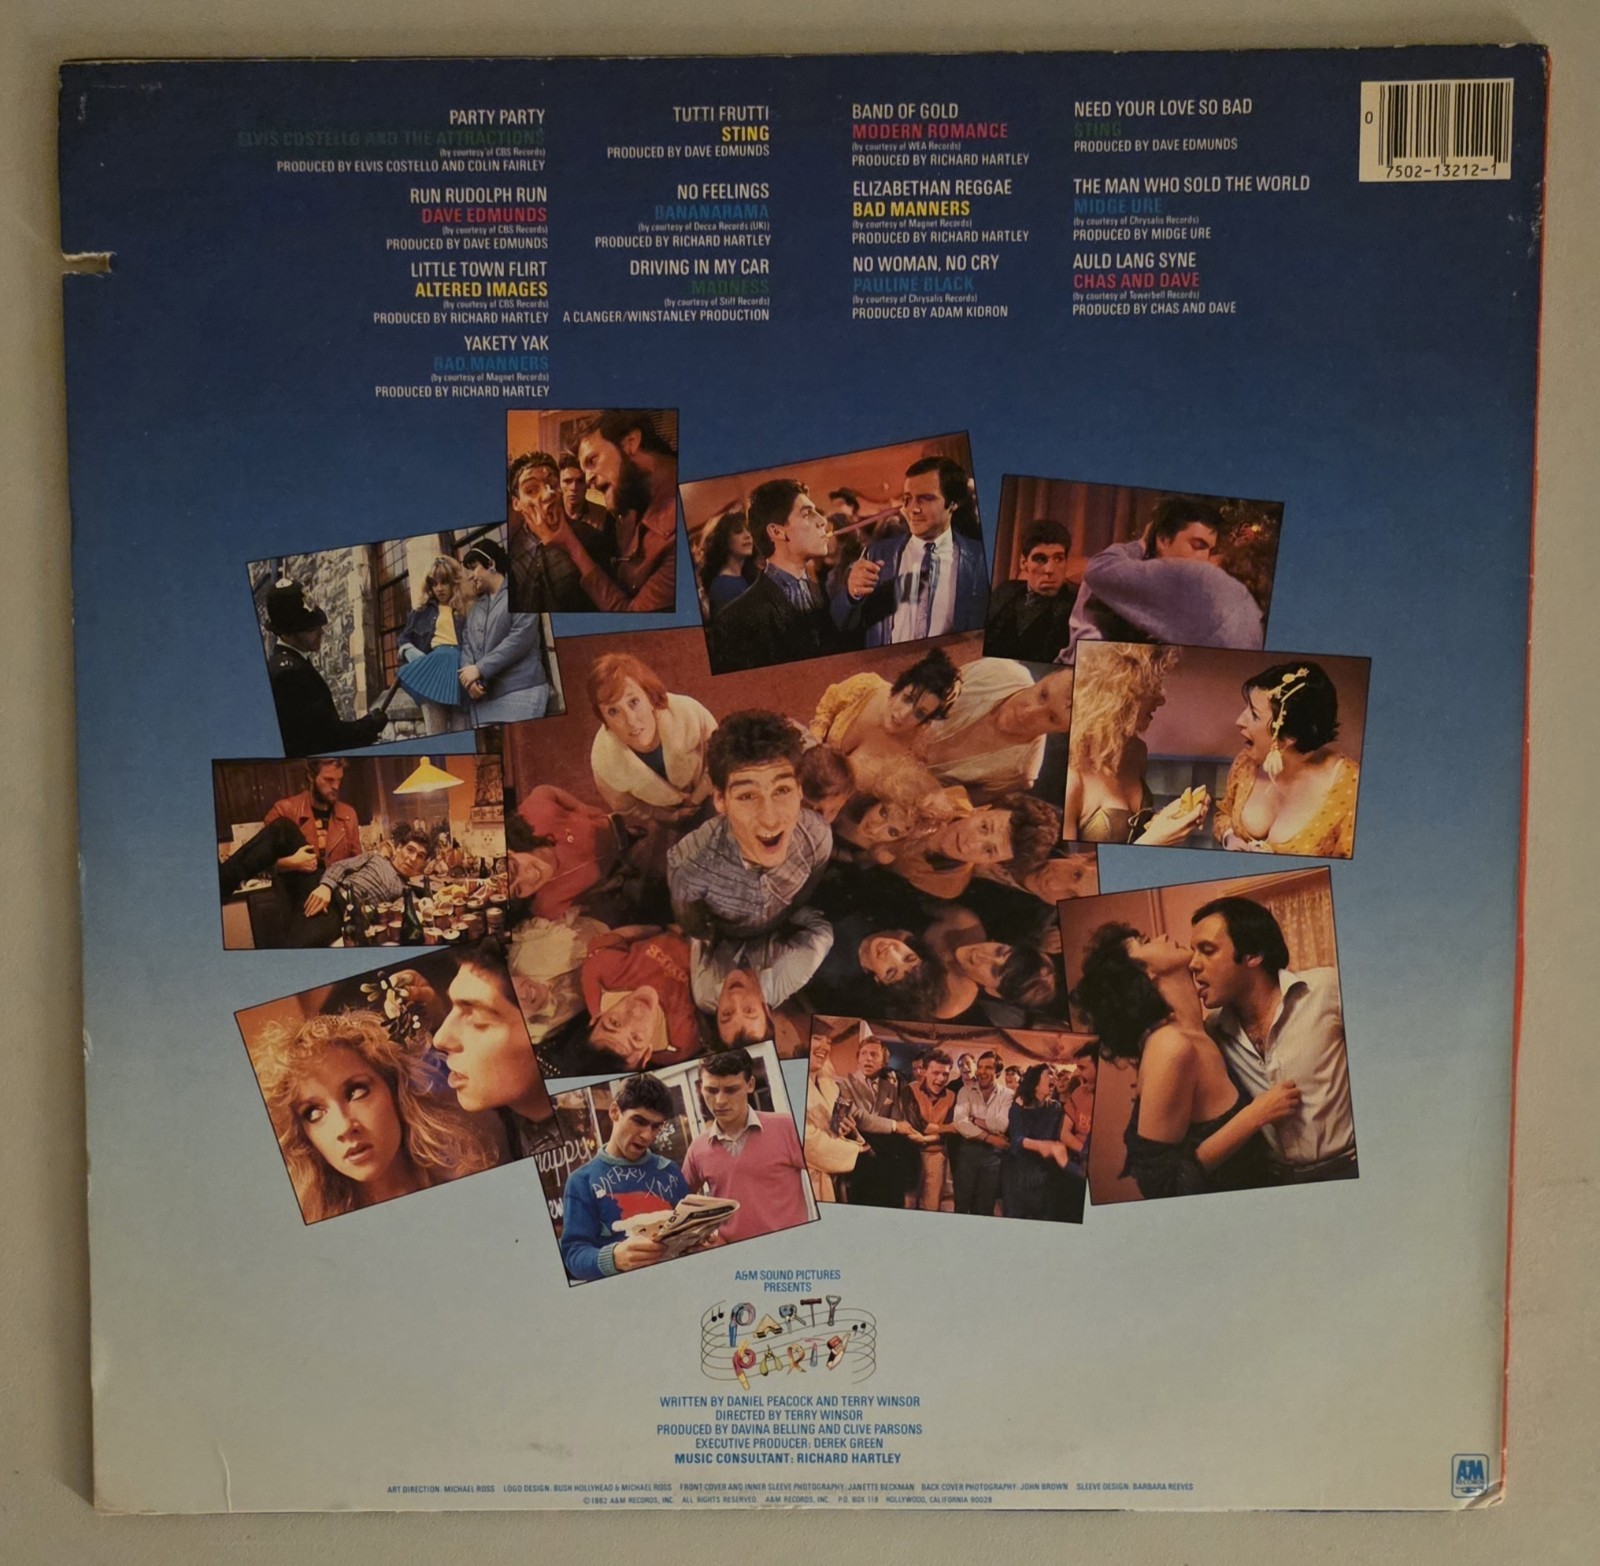 PARTY PARTY
ELVIS COSTELLO AND THE ATTRACTIONS
(by courtesy of CBS Records)
PRODUCED BY ELVIS COSTELLO AND COLIN FAIRLEY
RUN RUDOLPH RUN
DAVE EDMUNDS
(by courtesy of CBS Records)
PRODUCED BY DAVE EDMUNDS
LITTLE TOWN FLIRT
ALTERED IMAGES
(by courtesy of CBS Records)
PRODUCED BY RICHARD HARTLEY
YAKETY YAK
BAD MANNERS
(by courtesy of Magnet Records)
PRODUCED BY RICHARD HARTLEY
TUTTI FRUTTI
STING
PRODUCED BY DAVE EDMUNDS
NO FEELINGS
BANANARAMA
(by courtesy of Decca Records (UK))
PRODUCED BY RICHARD HARTLEY
DRIVING IN MY CAR
MADNESS
(by courtesy of Stiff Records)
A CLANGER/WINSTANLEY PRODUCTION
BAND OF GOLD
MODERN ROMANCE
(by courtesy of WEA Records)
PRODUCED BY RICHARD HARTLEY
ELIZABETHAN REGGAE
BAD MANNERS
(by courtesy of Magnet Records)
PRODUCED BY RICHARD HARTLEY
NO WOMAN, NO CRY
PAULINE BLACK
(by courtesy of Chrysalis Records)
PRODUCED BY ADAM KIDRON
NEED YOUR LOVE SO BAD
STING
PRODUCED BY DAVE EDMUNDS
THE MAN WHO SOLD THE WORLD
MIDGE URE
(by courtesy of Chrysalis Records)
PRODUCED BY MIDGE URE
AULD LANG SYNE
CHAS AND DAVE
(by courtesy of Towerbell Records)
PRODUCED BY CHAS AND DAVE
0
7502-13212-1
MERRY XMA
A&M SOUND PICTURES
PRESENTS
"PARTY
PARTY"
WRITTEN BY DANIEL PEACOCK AND TERRY WINSOR
DIRECTED BY TERRY WINSOR
PRODUCED BY DAVINA BELLING AND CLIVE PARSONS
EXECUTIVE PRODUCER: DEREK GREEN
MUSIC CONSULTANT: RICHARD HARTLEY
ART DIRECTION: MICHAEL ROSS LOGO DESIGN: BUSH HOLLYHEAD & MICHAEL ROSS FRONT COVER AND INNER SLEEVE PHOTOGRAPHY: JANETTE BECKMAN BACK COVER PHOTOGRAPHY: JOHN BROWN SLEEVE DESIGN: BARBARA REEVES
©1982 A&M RECORDS, INC. ALL RIGHTS RESERVED. A&M RECORDS, INC. P.O. BOX 118 HOLLYWOOD, CALIFORNIA 90028
A&M
RECORDS